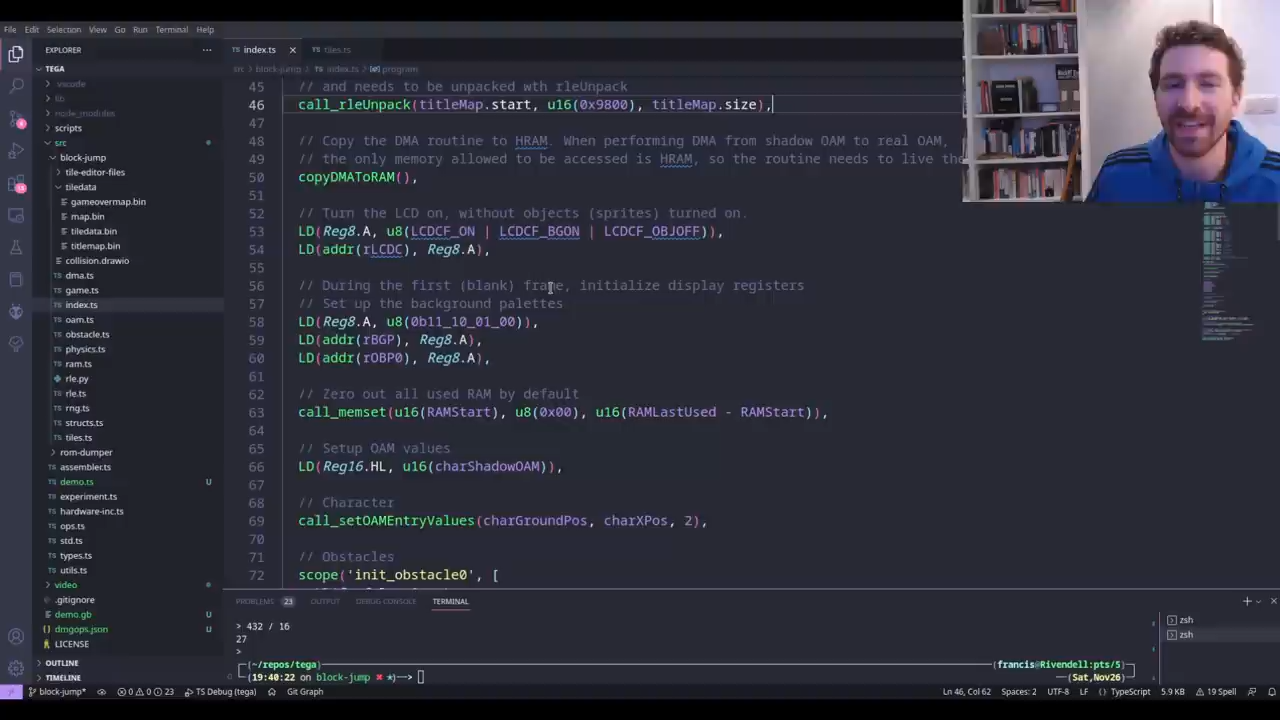 File Edit Selection View Go Run Terminal Help
EXPLORER
···
index.ts
tiles.ts
TEGA
src > block-jump > index.ts > program
.vscode
lib
node_modules
scripts
src
block-jump
tile-editor-files
tiledata
gameovermap.bin
map.bin
tiledata.bin
titlemap.bin
collision.drawio
dma.ts
game.ts
index.ts
oam.ts
obstacle.ts
physics.ts
ram.ts
rle.py
rle.ts
rng.ts
structs.ts
tiles.ts
rom-dumper
assembler.ts
demo.ts U
experiment.ts
hardware-inc.ts
ops.ts
std.ts
types.ts
utils.ts
video
.gitignore
demo.gb U
dmgops.json U
LICENSE
OUTLINE
TIMELINE
45 // and needs to be unpacked wth rleUnpack
46 call_rleUnpack(titleMap.start, u16(0x9800), titleMap.size),
47
48 // Copy the DMA routine to HRAM. When performing DMA from shadow OAM to real OAM,
49 // the only memory allowed to be accessed is HRAM, so the routine needs to live the
50 copyDMAToRAM(),
51
52 // Turn the LCD on, without objects (sprites) turned on.
53 LD(Reg8.A, u8(LCDCF_ON | LCDCF_BGON | LCDCF_OBJOFF)),
54 LD(addr(rLCDC), Reg8.A),
55
56 // During the first (blank) frame, initialize display registers
57 // Set up the background palettes
58 LD(Reg8.A, u8(0b11_10_01_00)),
59 LD(addr(rBGP), Reg8.A),
60 LD(addr(rOBP0), Reg8.A),
61
62 // Zero out all used RAM by default
63 call_memset(u16(RAMStart), u8(0x00), u16(RAMLastUsed - RAMStart)),
64
65 // Setup OAM values
66 LD(Reg16.HL, u16(charShadowOAM)),
67
68 // Character
69 call_setOAMEntryValues(charGroundPos, charXPos, 2),
70
71 // Obstacles
72 scope('init_obstacle0', [
PROBLEMS 23 OUTPUT DEBUG CONSOLE TERMINAL
> 432 / 16
27
>
(~/repos/tega) (francis@Rivendell:pts/5)
(19:40:22 on block-jump ✖ ★)——> (Sat,Nov26)
zsh
zsh
block-jump* 0 0 23 TS Debug (tega) Git Graph Ln 46, Col 62 Spaces: 2 UTF-8 LF TypeScript 5.9 KB 19 Spell